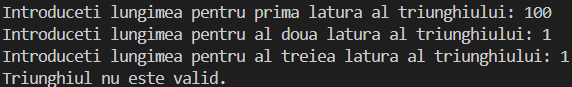 Introduceti lungimea pentru prima latura al triunghiului: 100
Introduceti lungimea pentru al doua latura al triunghiului: 1
Introduceti lungimea pentru al treiea latura al triunghiului: 1
Triunghiul nu este valid.